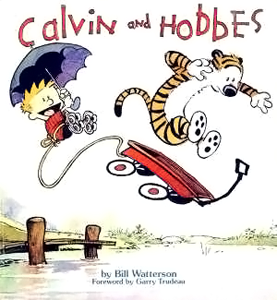 Calvin and HOBBES
by Bill Watterson
Foreword by Garry Trudeau